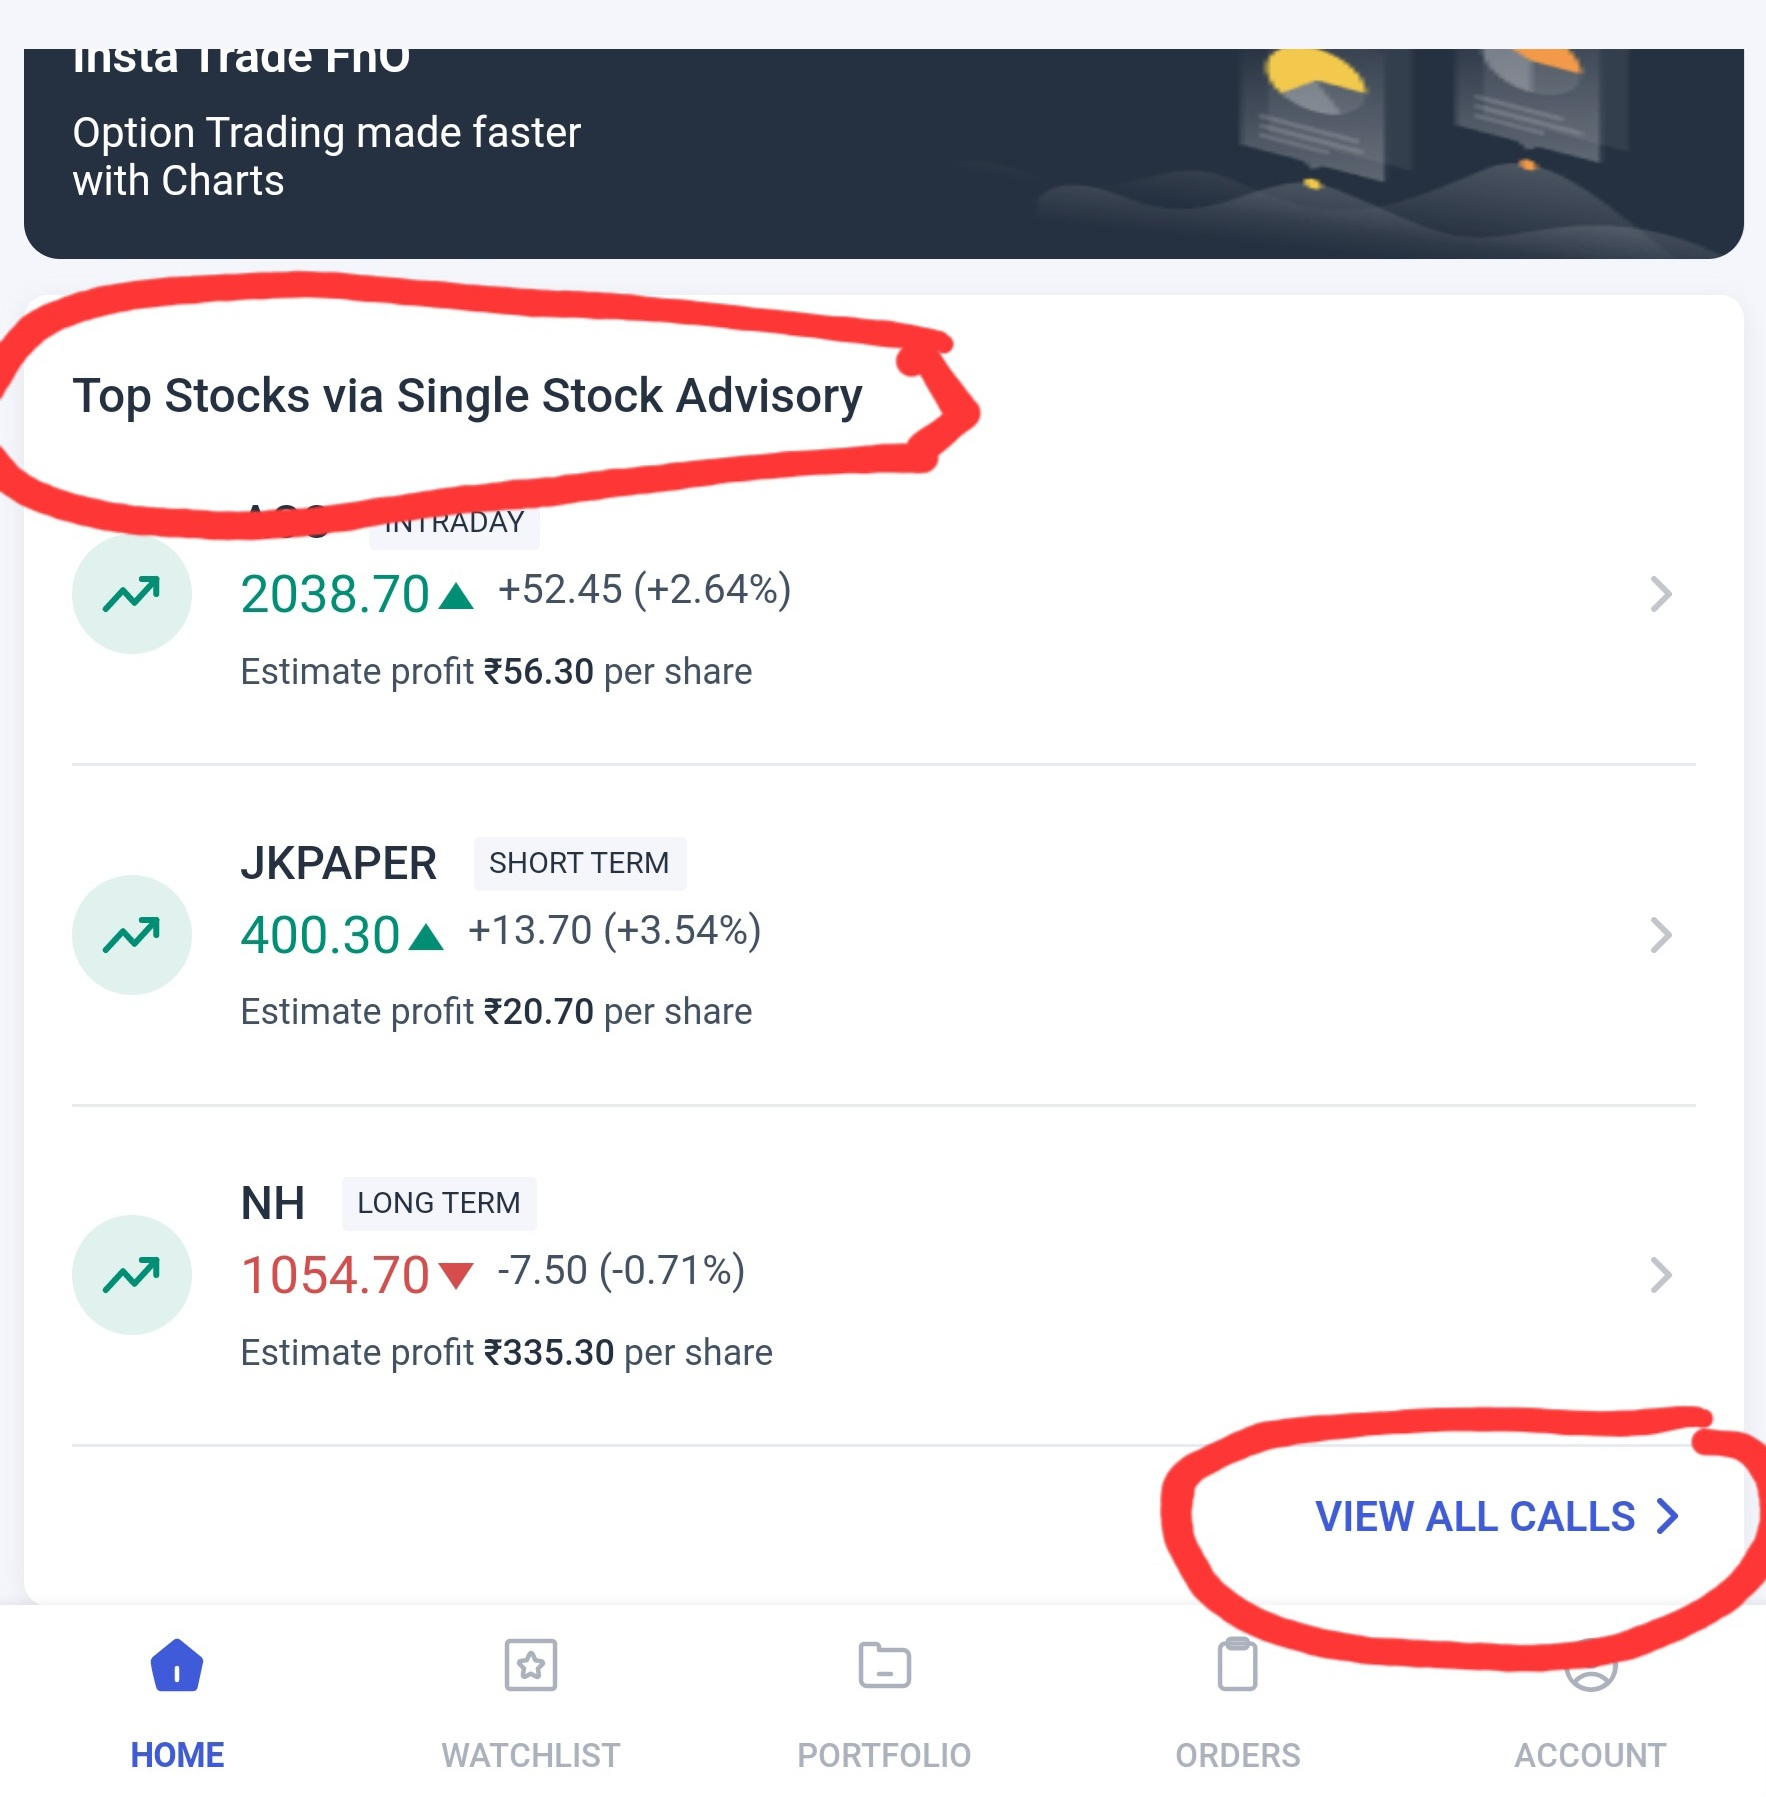 Insta Trade FnO
Option Trading made faster
with Charts
Top Stocks via Single Stock Advisory
INTRADAY
2038.70 +52.45 (+2.64%)
Estimate profit ₹56.30 per share
JKPAPER SHORT TERM
400.30 +13.70 (+3.54%)
Estimate profit ₹20.70 per share
NH LONG TERM
1054.70 -7.50 (-0.71%)
Estimate profit ₹335.30 per share
VIEW ALL CALLS
HOME WATCHLIST PORTFOLIO ORDERS ACCOUNT